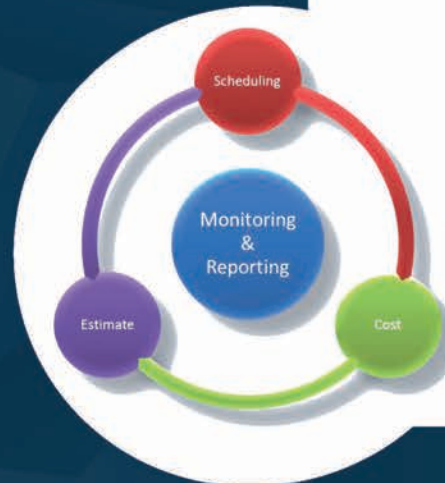 Scheduling
Monitoring
&
Reporting
Estimate
Cost